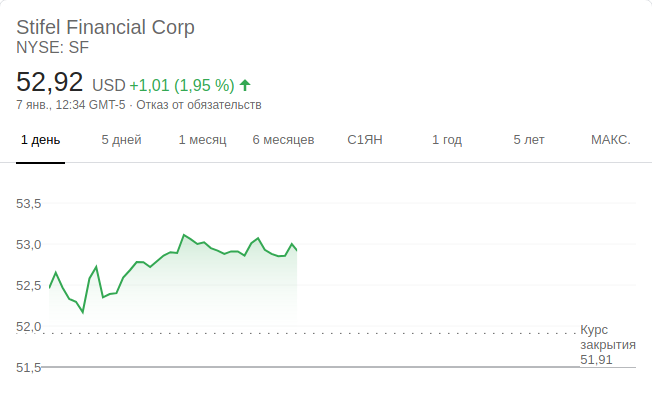 Stifel Financial Corp
NYSE: SF
52,92 USD +1,01 (1,95 %)
7 янв., 12:34 GMT-5 · Отказ от обязательств
1 день 5 дней 1 месяц 6 месяцев С1ЯН 1 год 5 лет МАКС.
53,5
53,0
52,5
52,0
Курс
закрытия
51,91
51,5